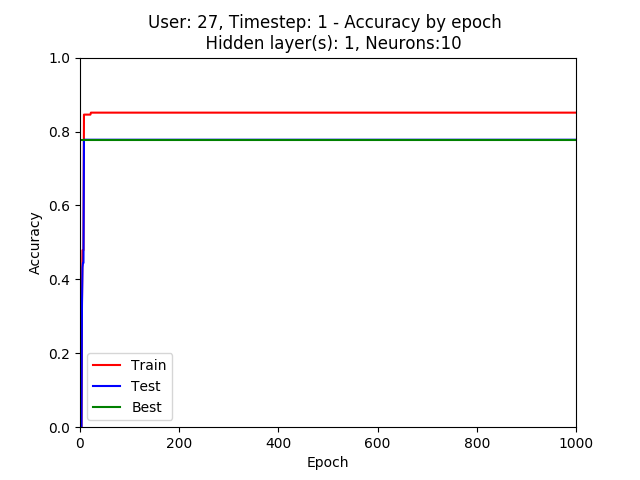 User: 27, Timestep: 1 - Accuracy by epoch
Hidden layer(s): 1, Neurons:10
1.0
0.8
0.6
0.4
0.2
0.0
Accuracy
Train
Test
Best
0 200 400 600 800 1000
Epoch